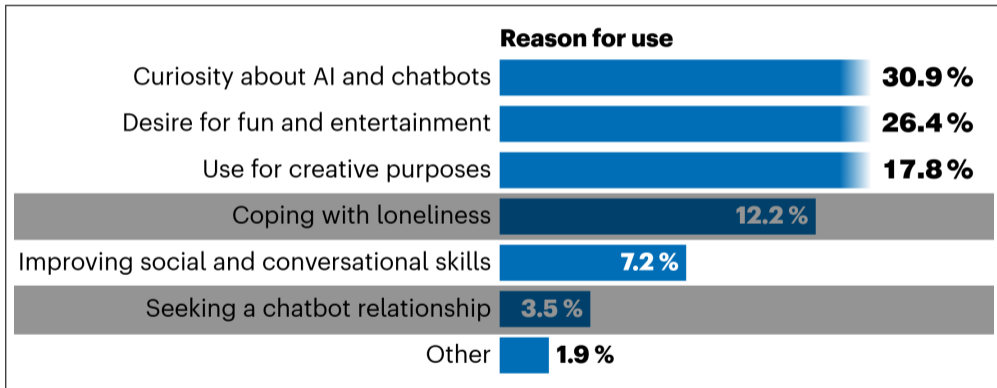 Reason for use
Curiosity about AI and chatbots 30.9 %
Desire for fun and entertainment 26.4 %
Use for creative purposes 17.8 %
Coping with loneliness 12.2 %
Improving social and conversational skills 7.2 %
Seeking a chatbot relationship 3.5 %
Other 1.9 %